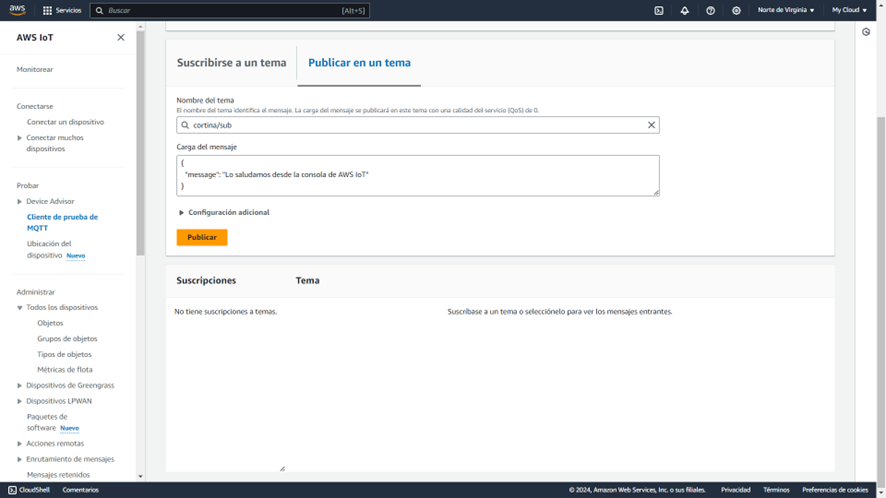 aws
Servicios
Buscar
[Alt+S]
Norte de Virginia
My Cloud
AWS IoT
Monitorear
Conectarse
Conectar un dispositivo
Conectar muchos
dispositivos
Probar
Device Advisor
Cliente de prueba de
MQTT
Ubicación del
dispositivo Nuevo
Administrar
Todos los dispositivos
Objetos
Grupos de objetos
Tipos de objetos
Métricas de flota
Dispositivos de Greengrass
Dispositivos LPWAN
Paquetes de
software Nuevo
Acciones remotas
Enrutamiento de mensajes
Mensajes retenidos
Suscribirse a un tema
Publicar en un tema
Nombre del tema
El nombre del tema identifica el mensaje. La carga del mensaje se publicará en este tema con una calidad del servicio (QoS) de 0.
cortina/sub
Carga del mensaje
{
"message": "Lo saludamos desde la consola de AWS IoT"
}
Configuración adicional
Publicar
Suscripciones
Tema
No tiene suscripciones a temas.
Suscríbase a un tema o selecciónelo para ver los mensajes entrantes.
CloudShell
Comentarios
© 2024, Amazon Web Services, Inc. o sus filiales.
Privacidad
Términos
Preferencias de cookies